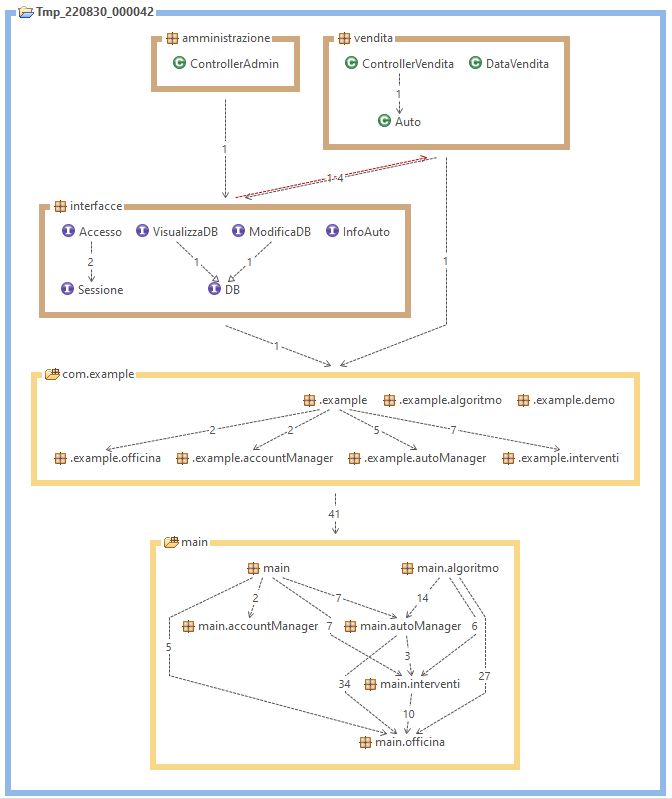 Tmp_220830_000042
amministrazione
vendita
ControllerAdmin
ControllerVendita
DataVendita
1
Auto
1
1-4
interfacce
Accesso
VisualizzaDB
ModificaDB
InfoAuto
2
1
1
1
Sessione
DB
1
com.example
.example
.example.algoritmo
.example.demo
2
2
5
7
.example.officina
.example.accountManager
.example.autoManager
.example.interventi
41
main
main
main.algoritmo
2
7
14
main.accountManager
7
main.autoManager
6
5
3
27
34
main.interventi
10
main.officina